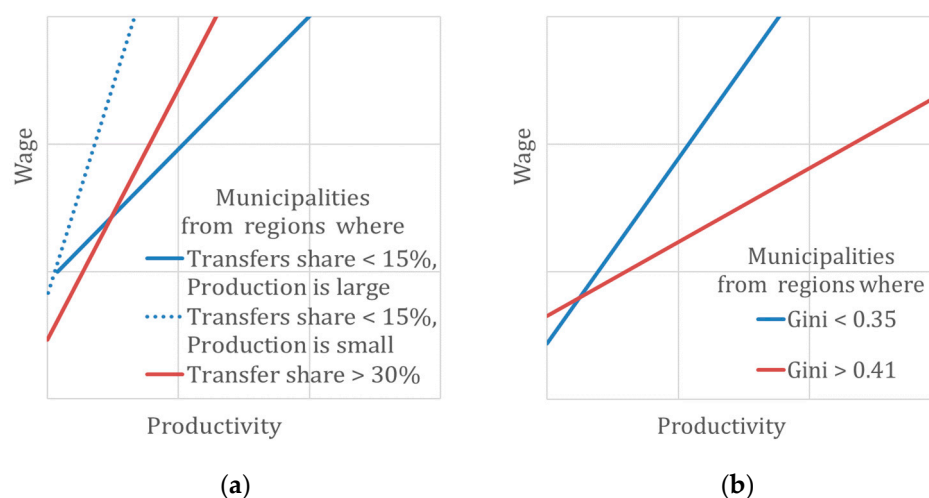 Wage
Municipalities
from regions where
Transfers share < 15%,
Production is large
Transfers share < 15%,
Production is small
Transfer share > 30%
Productivity
(a)
Wage
Municipalities
from regions where
Gini < 0.35
Gini > 0.41
Productivity
(b)